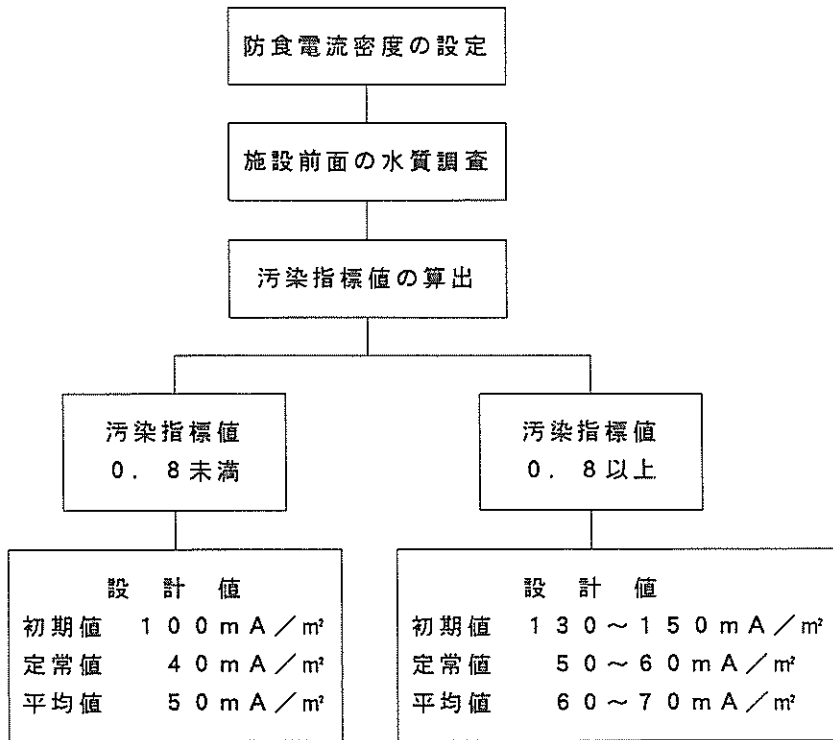 防食電流密度の設定
施設前面の水質調査
汚染指標値の算出
汚染指標値
0．8未満
汚染指標値
0．8以上
設計値
初期値 100mA／㎡
定常値 40mA／㎡
平均値 50mA／㎡
設計値
初期値 130～150mA／㎡
定常値 50～60mA／㎡
平均値 60～70mA／㎡